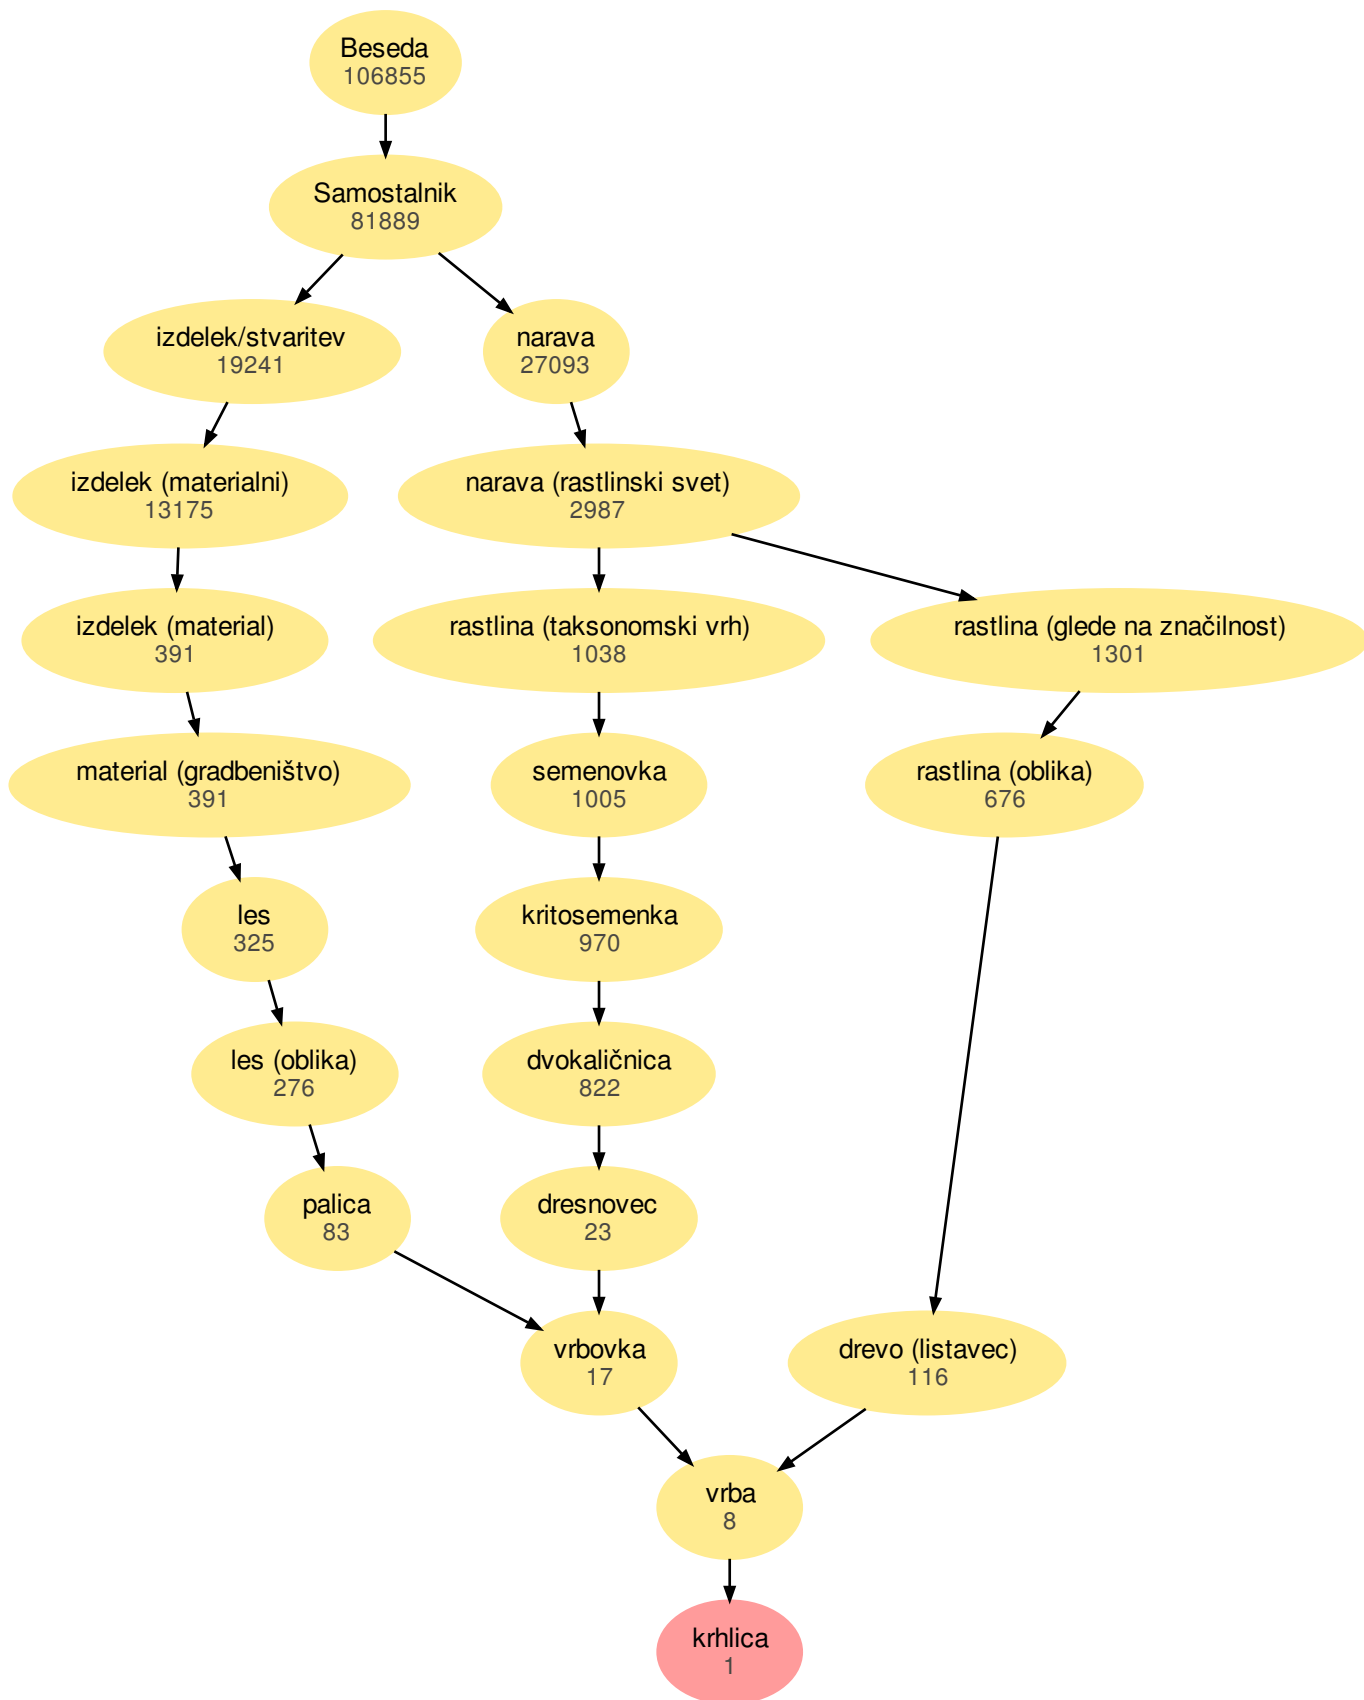 Beseda
106855
Samostalnik
81889
izdelek/stvaritev
19241
narava
27093
izdelek (materialni)
13175
narava (rastlinski svet)
2987
izdelek (material)
391
rastlina (taksonomski vrh)
1038
rastlina (glede na značilnost)
1301
material (gradbeništvo)
391
semenovka
1005
rastlina (oblika)
676
les
325
kritosemenka
970
les (oblika)
276
dvokaličnica
822
palica
83
dresnovec
23
vrbovka
17
drevo (listavec)
116
vrba
8
krhlica
1